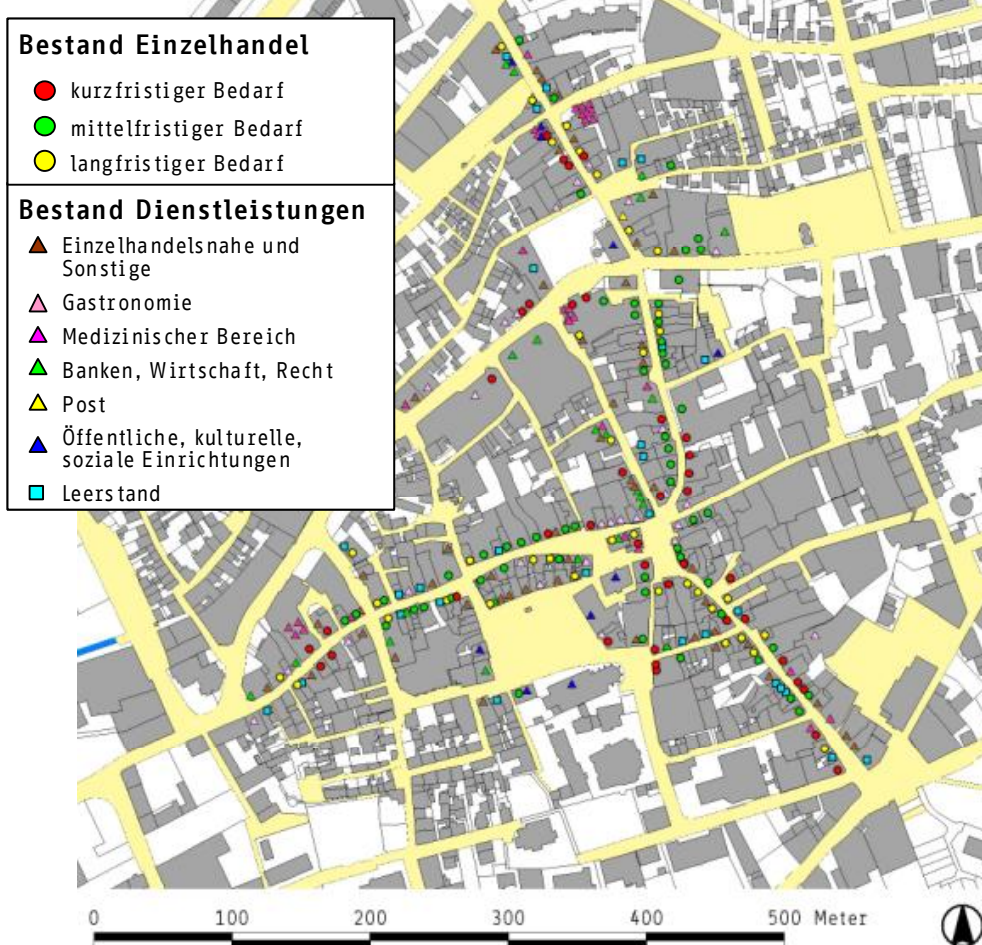 Bestand Einzelhandel
kurzfristiger Bedarf
mittelfristiger Bedarf
langfristiger Bedarf
Bestand Dienstleistungen
Einzelhandelsnahe und
Sonstige
Gastronomie
Medizinischer Bereich
Banken, Wirtschaft, Recht
Post
Öffentliche, kulturelle,
soziale Einrichtungen
Leerstand
0 100 200 300 400 500 Meter